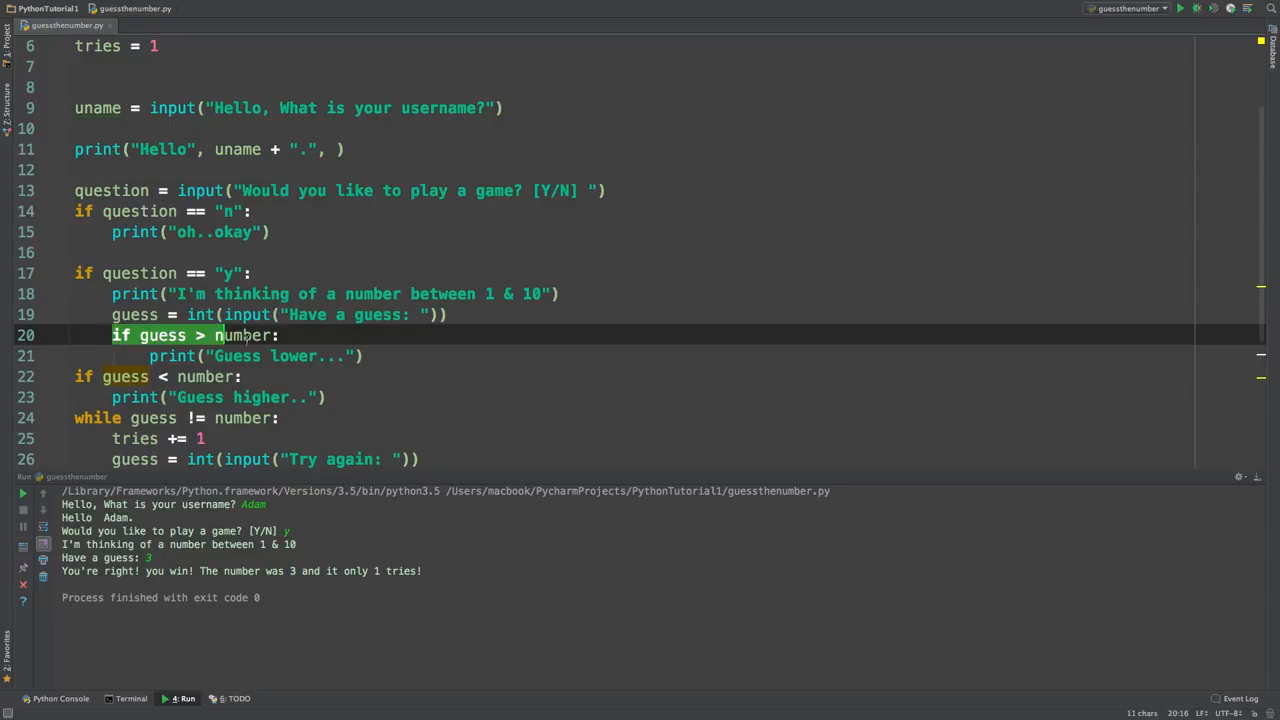 PythonTutorial1 guessthenumber.py guessthenumber
guessthenumber.py
1: Project
Z: Structure
2: Favorites
Database
6 tries = 1
7
8
9 uname = input("Hello, What is your username?")
10
11 print("Hello", uname + ".", )
12
13 question = input("Would you like to play a game? [Y/N] ")
14 if question == "n":
15 print("oh..okay")
16
17 if question == "y":
18 print("I'm thinking of a number between 1 & 10")
19 guess = int(input("Have a guess: "))
20 if guess > number:
21 print("Guess lower...")
22 if guess < number:
23 print("Guess higher..")
24 while guess != number:
25 tries += 1
26 guess = int(input("Try again: "))
Run guessthenumber
/Library/Frameworks/Python.framework/Versions/3.5/bin/python3.5 /Users/macbook/PycharmProjects/PythonTutorial1/guessthenumber.py
Hello, What is your username? Adam
Hello  Adam.
Would you like to play a game? [Y/N] y
I'm thinking of a number between 1 & 10
Have a guess: 3
You're right! you win! The number was 3 and it only 1 tries!
Process finished with exit code 0
Python Console Terminal 4: Run 6: TODO Event Log
11 chars 20:16 LF÷ UTF-8÷